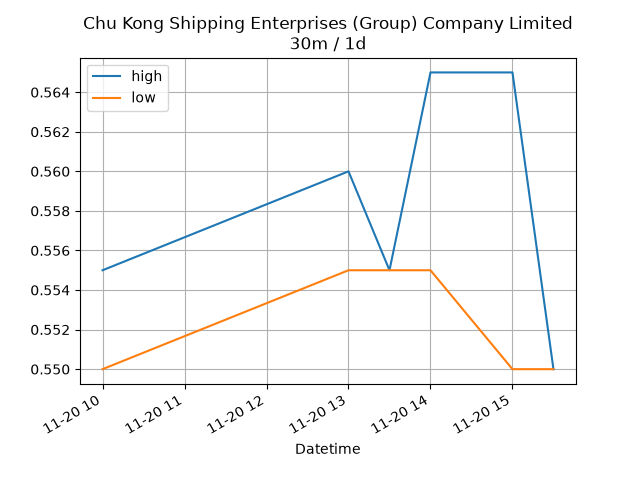 Chu Kong Shipping Enterprises (Group) Company Limited
30m / 1d
high
low
0.564
0.562
0.560
0.558
0.556
0.554
0.552
0.550
11-20 10
11-20 11
11-20 12
11-20 13
11-20 14
11-20 15
Datetime